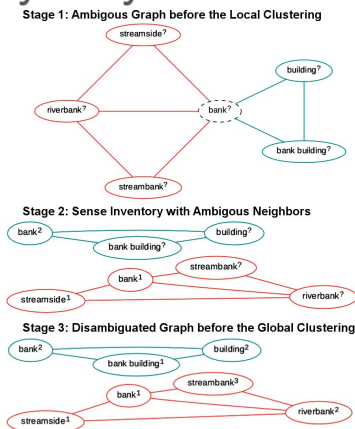 Stage 1: Ambigous Graph before the Local Clustering
streamside?
building?
riverbank?
bank?
bank building?
streambank?
Stage 2: Sense Inventory with Ambigous Neighbors
bank2
building?
bank building?
streambank?
bank1
streamside1
riverbank?
Stage 3: Disambiguated Graph before the Global Clustering
bank2
building2
bank building1
streambank3
bank1
riverbank2
streamside1